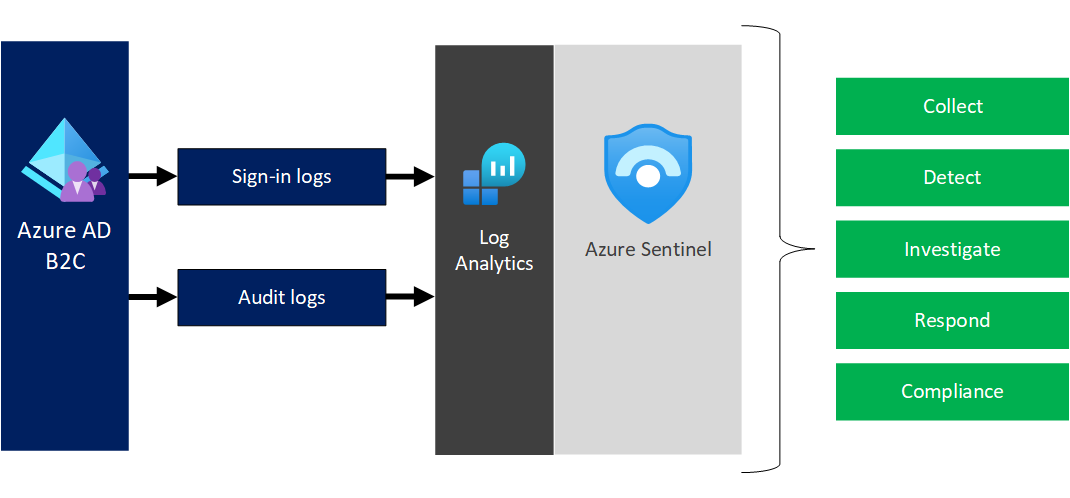 Azure AD
B2C
Sign-in logs
Audit logs
Log
Analytics
Azure Sentinel
Collect
Detect
Investigate
Respond
Compliance